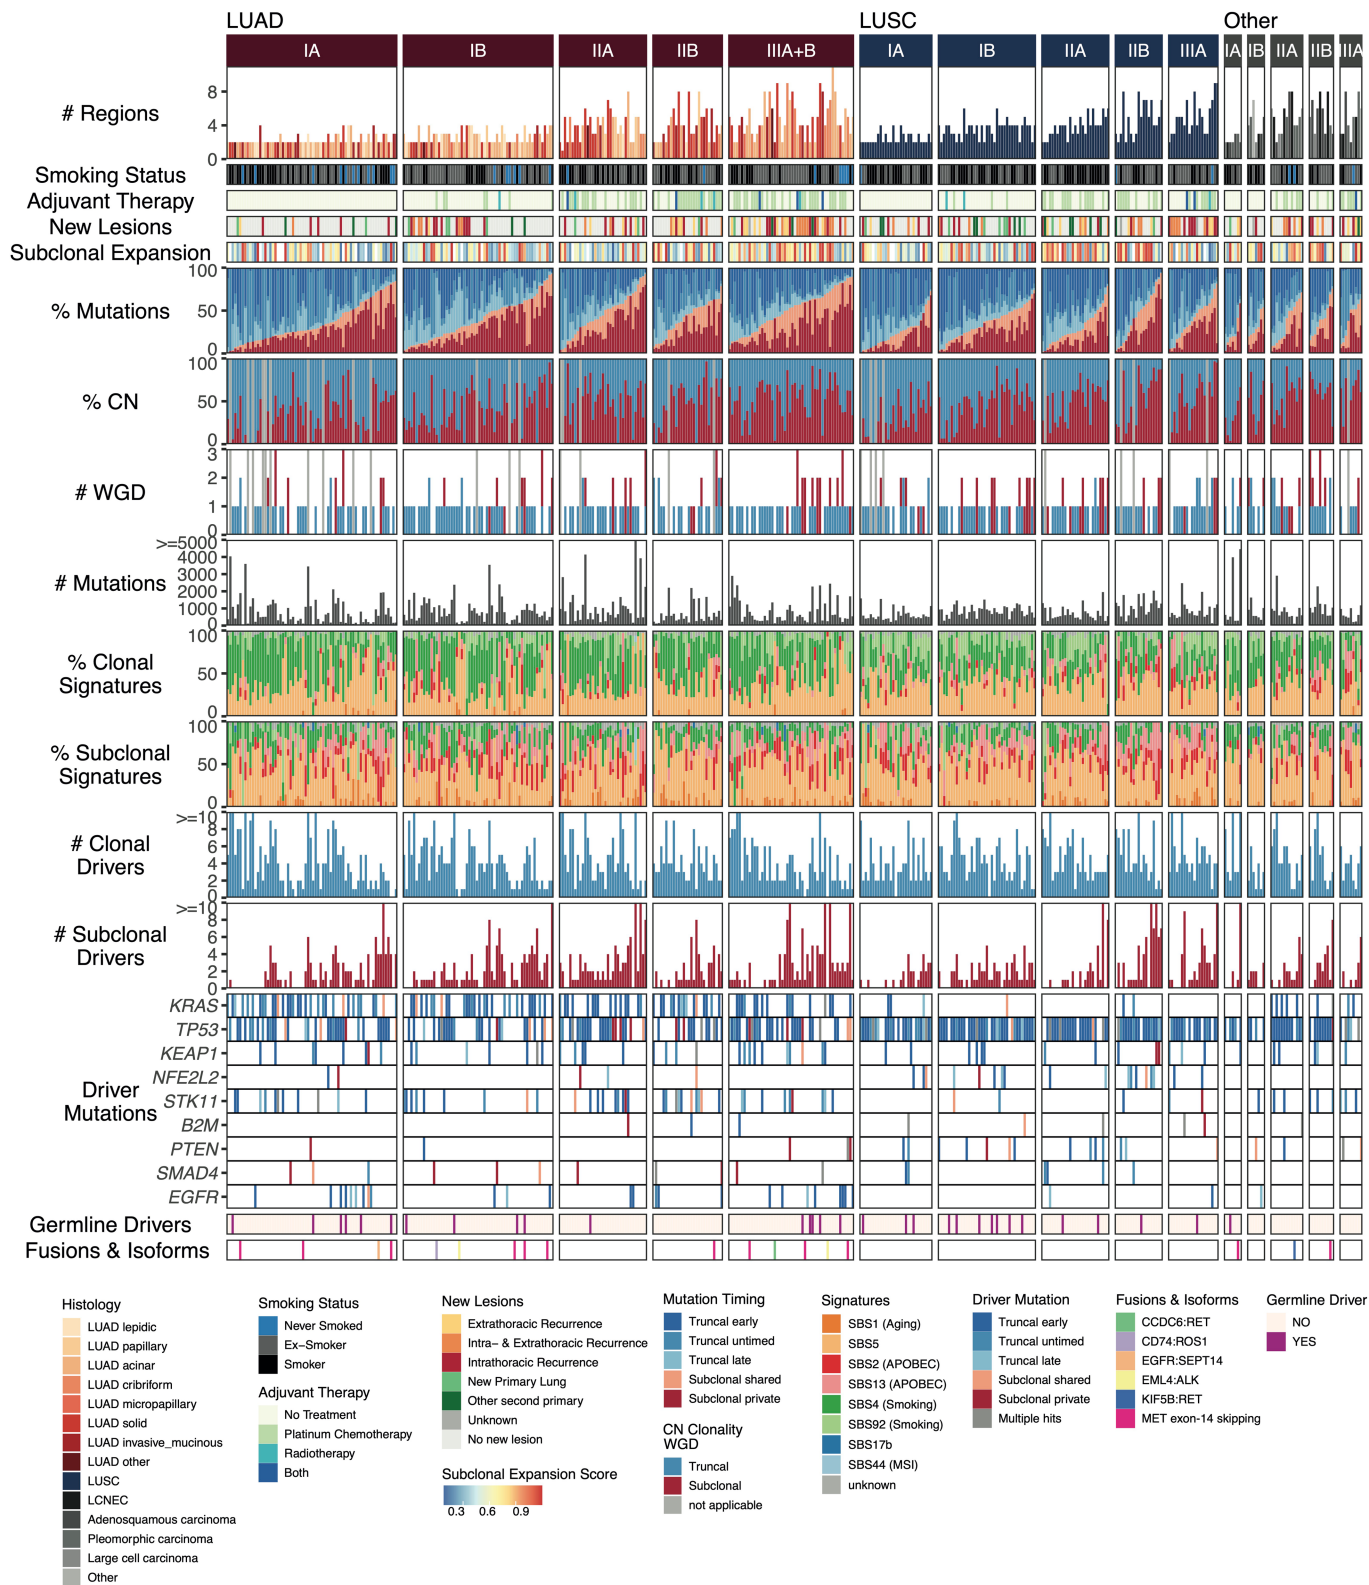 LUAD LUSC Other
IA IB IIA IIB IIIA+B IA IB IIA IIB IIIA IA IB IIA IIB IIIA
# Regions
8
4
0
Smoking Status
Adjuvant Therapy
New Lesions
Subclonal Expansion
% Mutations
100
50
0
% CN
100
50
0
# WGD
3
2
1
0
# Mutations
>=5000
4000
3000
2000
1000
0
% Clonal
Signatures
100
50
0
% Subclonal
Signatures
100
50
0
# Clonal
Drivers
>=10
8
6
4
2
0
# Subclonal
Drivers
>=10
8
6
4
2
0
Driver
Mutations
KRAS
TP53
KEAP1
NFE2L2
STK11
B2M
PTEN
SMAD4
EGFR
Germline Drivers
Fusions & Isoforms
Histology
LUAD lepidic
LUAD papillary
LUAD acinar
LUAD cribriform
LUAD micropapillary
LUAD solid
LUAD invasive_mucinous
LUAD other
LUSC
LCNEC
Adenosquamous carcinoma
Pleomorphic carcinoma
Large cell carcinoma
Other
Smoking Status
Never Smoked
Ex−Smoker
Smoker
Adjuvant Therapy
No Treatment
Platinum Chemotherapy
Radiotherapy
Both
New Lesions
Extrathoracic Recurrence
Intra− & Extrathoracic Recurrence
Intrathoracic Recurrence
New Primary Lung
Other second primary
Unknown
No new lesion
Subclonal Expansion Score
0.3 0.6 0.9
Mutation Timing
Truncal early
Truncal untimed
Truncal late
Subclonal shared
Subclonal private
CN Clonality
WGD
Truncal
Subclonal
not applicable
Signatures
SBS1 (Aging)
SBS5
SBS2 (APOBEC)
SBS13 (APOBEC)
SBS4 (Smoking)
SBS92 (Smoking)
SBS17b
SBS44 (MSI)
unknown
Driver Mutation
Truncal early
Truncal untimed
Truncal late
Subclonal shared
Subclonal private
Multiple hits
Fusions & Isoforms
CCDC6:RET
CD74:ROS1
EGFR:SEPT14
EML4:ALK
KIF5B:RET
MET exon-14 skipping
Germline Driver
NO
YES